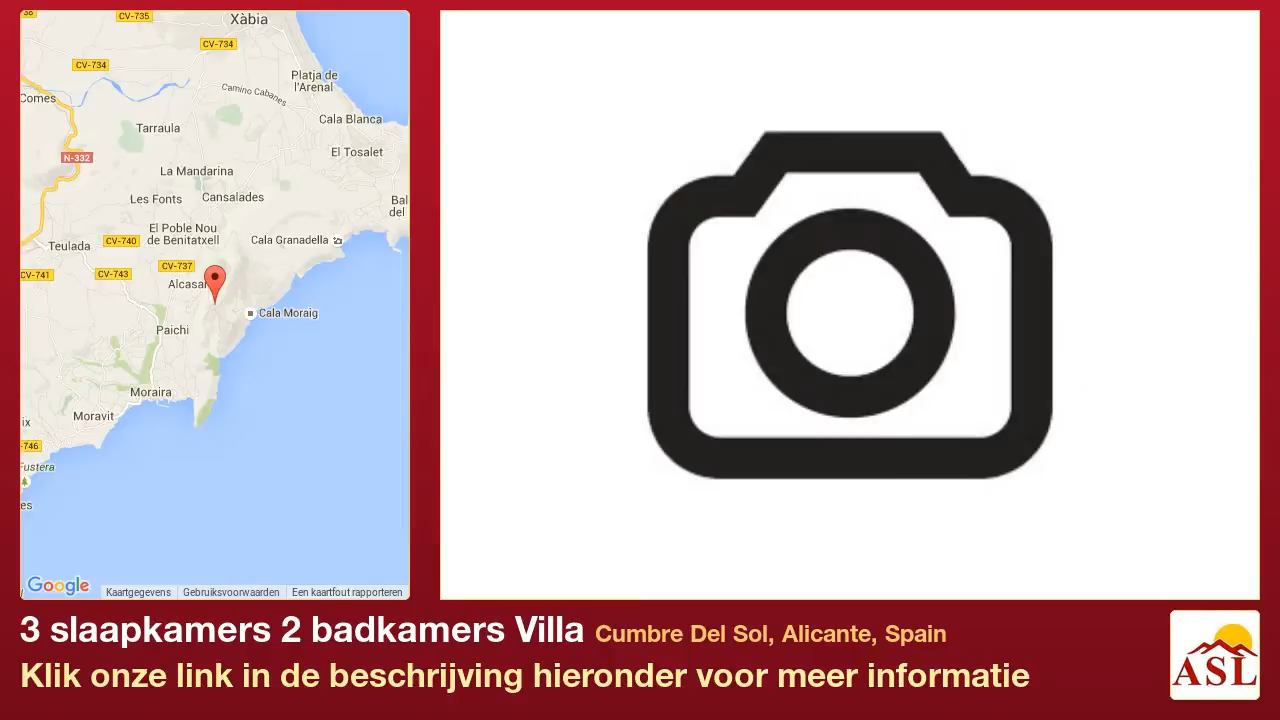 38
CV-735
Xàbia
CV-734
CV-734
Platja de
l'Arenal
Camino Cabanes
Comes
Cala Blanca
Tarraula
El Tosalet
N-332
La Mandarina
Les Fonts
Cansalades
Bal
del
El Poble Nou
de Benitatxell
CV-740
Teulada
Cala Granadella
CV-737
CV-741
CV-743
Alcasar
Cala Moraig
Paichi
Moraira
Moravit
ix
-746
Fustera
es
Google
Kaartgegevens
Gebruiksvoorwaarden
Een kaartfout rapporteren
3 slaapkamers 2 badkamers Villa Cumbre Del Sol, Alicante, Spain
Klik onze link in de beschrijving hieronder voor meer informatie
ASL